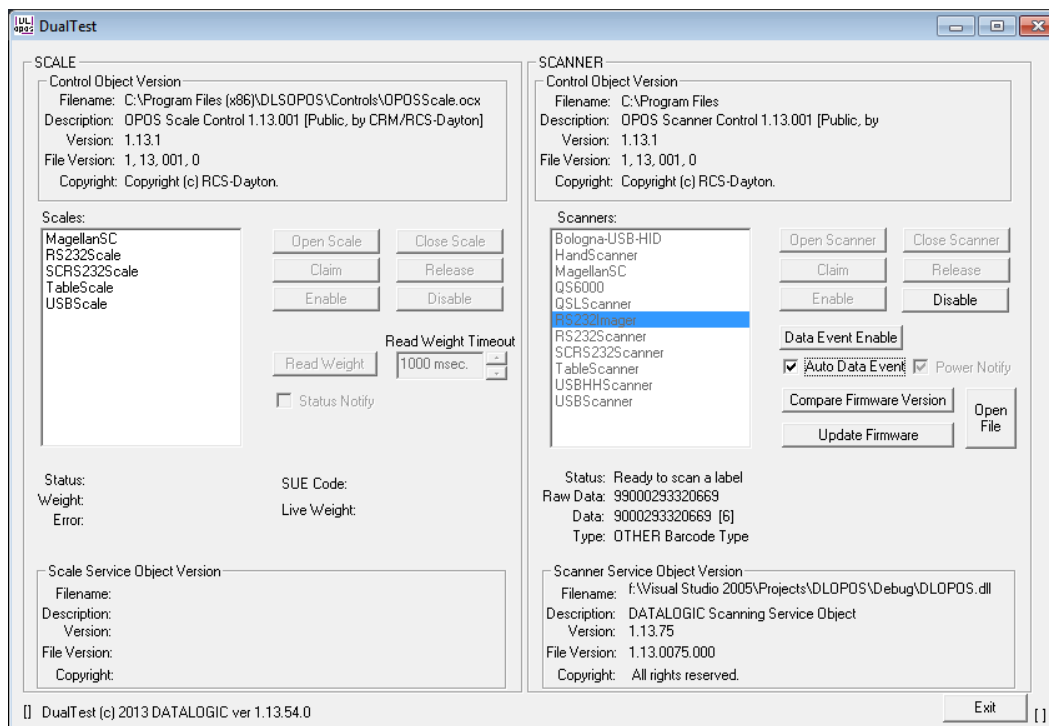 UL
opos
DualTest
SCALE
Control Object Version
Filename: C:\Program Files (x86)\DLSOPOS\Controls\OPOSScale.ocx
Description: OPOS Scale Control 1.13.001 [Public, by CRM/RCS-Dayton]
Version: 1.13.1
File Version: 1, 13, 001, 0
Copyright: Copyright (c) RCS-Dayton.
Scales:
MagellanSC
RS232Scale
SCRS232Scale
TableScale
USBScale
Open Scale Close Scale
Claim Release
Enable Disable
Read Weight Timeout
Read Weight 1000 msec.
Status Notify
Status:
Weight:
Error:
SUE Code:
Live Weight:
Scale Service Object Version
Filename:
Description:
Version:
File Version:
Copyright:
SCANNER
Control Object Version
Filename: C:\Program Files
Description: OPOS Scanner Control 1.13.001 [Public, by
Version: 1.13.1
File Version: 1, 13, 001, 0
Copyright: Copyright (c) RCS-Dayton.
Scanners:
Bologna-USB-HID
HandScanner
MagellanSC
QS6000
QSLScanner
RS232Imager
RS232Scanner
SCRS232Scanner
TableScanner
USBHHScanner
USBScanner
Open Scanner Close Scanner
Claim Release
Enable Disable
Data Event Enable
Auto Data Event Power Notify
Compare Firmware Version
Update Firmware
Open
File
Status: Ready to scan a label
Raw Data: 99000293320669
Data: 9000293320669 [6]
Type: OTHER Barcode Type
Scanner Service Object Version
Filename: f:\Visual Studio 2005\Projects\DLOPOS\Debug\DLOPOS.dll
Description: DATALOGIC Scanning Service Object
Version: 1.13.75
File Version: 1.13.0075.000
Copyright: All rights reserved.
[] DualTest (c) 2013 DATALOGIC ver 1.13.54.0
Exit
[ ]